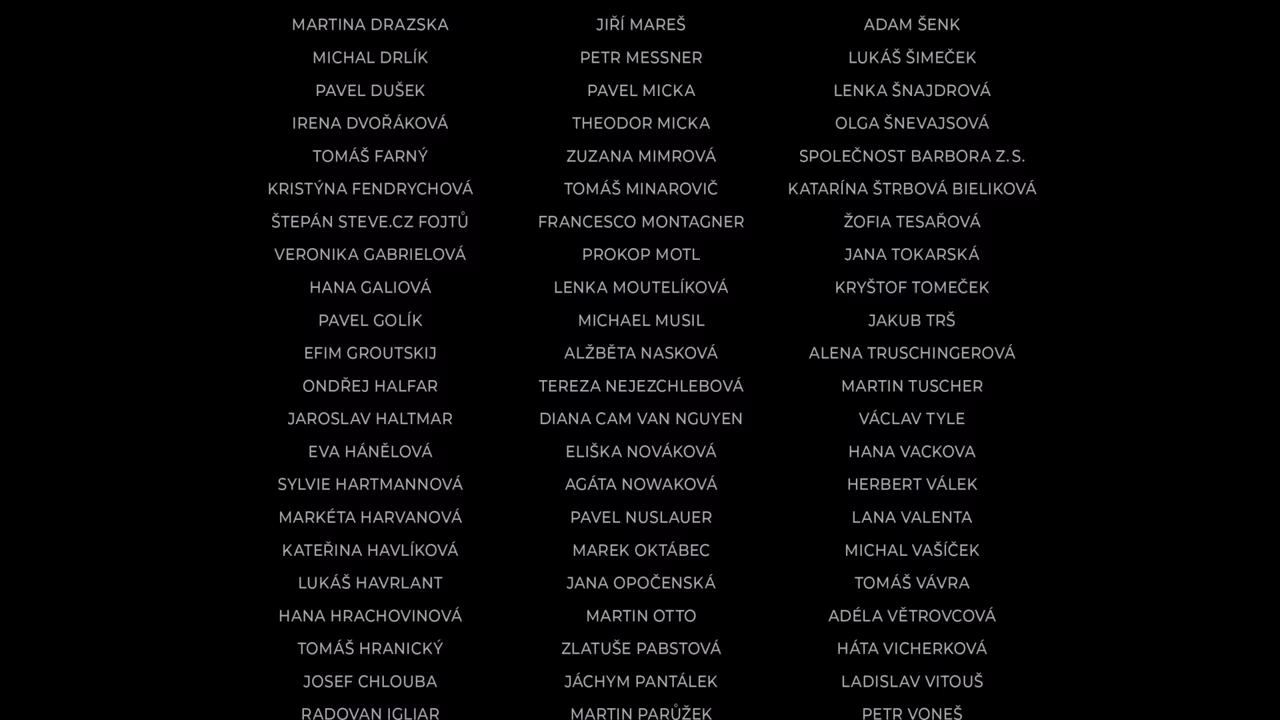 MARTINA DRAZSKA
MICHAL DRLÍK
PAVEL DUŠEK
IRENA DVOŘÁKOVÁ
TOMÁŠ FARNÝ
KRISTÝNA FENDRYCHOVÁ
ŠTEPÁN STEVE.CZ FOJTŮ
VERONIKA GABRIELOVÁ
HANA GALIOVÁ
PAVEL GOLÍK
EFIM GROUTSKIJ
ONDŘEJ HALFAR
JAROSLAV HALTMAR
EVA HÁNĚLOVÁ
SYLVIE HARTMANNOVÁ
MARKÉTA HARVANOVÁ
KATEŘINA HAVLÍKOVÁ
LUKÁŠ HAVRLANT
HANA HRACHOVINOVÁ
TOMÁŠ HRANICKÝ
JOSEF CHLOUBA
RADOVAN IGLIAR
JIŘÍ MAREŠ
PETR MESSNER
PAVEL MICKA
THEODOR MICKA
ZUZANA MIMROVÁ
TOMÁŠ MINAROVIČ
FRANCESCO MONTAGNER
PROKOP MOTL
LENKA MOUTELÍKOVÁ
MICHAEL MUSIL
ALŽBĚTA NASKOVÁ
TEREZA NEJEZCHLEBOVÁ
DIANA CAM VAN NGUYEN
ELIŠKA NOVÁKOVÁ
AGÁTA NOWAKOVÁ
PAVEL NUSLAUER
MAREK OKTÁBEC
JANA OPOČENSKÁ
MARTIN OTTO
ZLATUŠE PABSTOVÁ
JÁCHYM PANTÁLEK
MARTIN PARŮŽEK
ADAM ŠENK
LUKÁŠ ŠIMEČEK
LENKA ŠNAJDROVÁ
OLGA ŠNEVAJSOVÁ
SPOLEČNOST BARBORA Z.S.
KATARÍNA ŠTRBOVÁ BIELIKOVÁ
ŽOFIA TESAŘOVÁ
JANA TOKARSKÁ
KRYŠTOF TOMEČEK
JAKUB TRŠ
ALENA TRUSCHINGEROVÁ
MARTIN TUSCHER
VÁCLAV TYLE
HANA VACKOVA
HERBERT VÁLEK
LANA VALENTA
MICHAL VAŠÍČEK
TOMÁŠ VÁVRA
ADÉLA VĚTROVCOVÁ
HÁTA VICHERKOVÁ
LADISLAV VITOUŠ
PETR VONEŠ